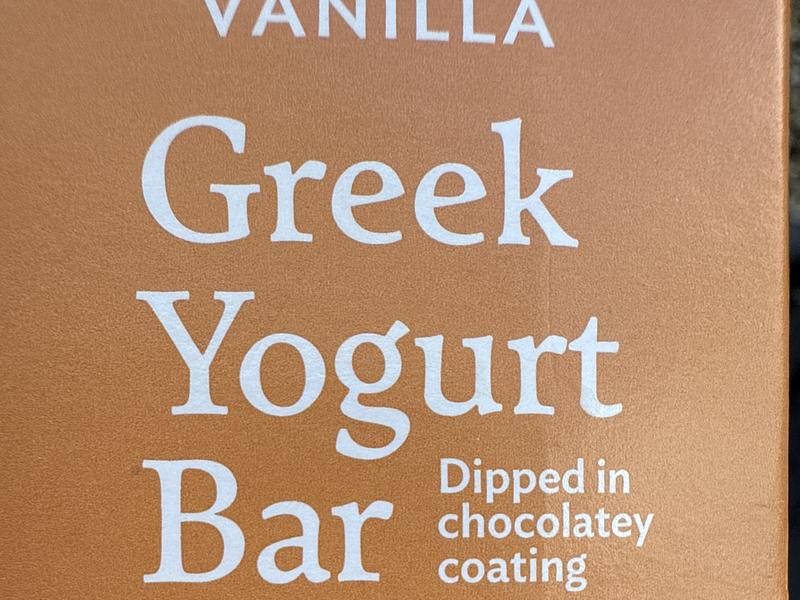 VANILLA
Greek
Yogurt
Bar
Dipped in
chocolatey
coating